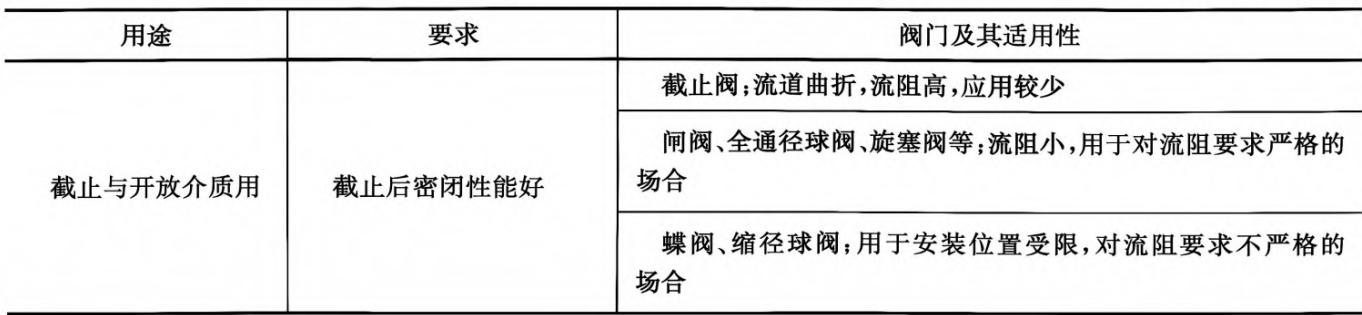 用途
要求
阀门及其适用性
截止与开放介质用
截止后密闭性能好
截止阀;流道曲折,流阻高,应用较少
闸阀、全通径球阀、旋塞阀等;流阻小,用于对流阻要求严格的
场合
蝶阀、缩径球阀;用于安装位置受限,对流阻要求不严格的
场合